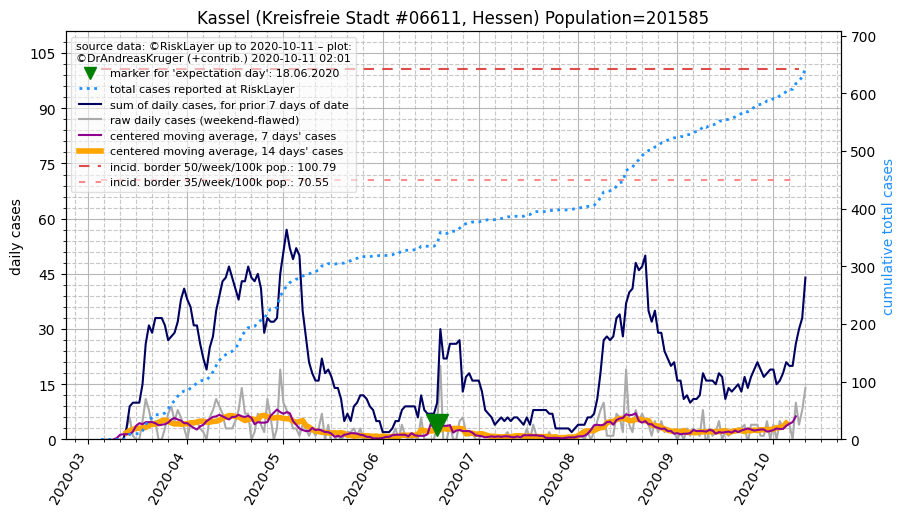 Kassel (Kreisfreie Stadt #06611, Hessen) Population=201585
source data: ©RiskLayer up to 2020-10-11 – plot:
©DrAndreasKruger (+contrib.) 2020-10-11 02:01
marker for 'expectation day': 18.06.2020
total cases reported at RiskLayer
sum of daily cases, for prior 7 days of date
raw daily cases (weekend-flawed)
centered moving average, 7 days' cases
centered moving average, 14 days' cases
incid. border 50/week/100k pop.: 100.79
incid. border 35/week/100k pop.: 70.55
daily cases
105
90
75
60
45
30
15
0
cumulative total cases
700
600
500
400
300
200
100
0
2020-03
2020-04
2020-05
2020-06
2020-07
2020-08
2020-09
2020-10